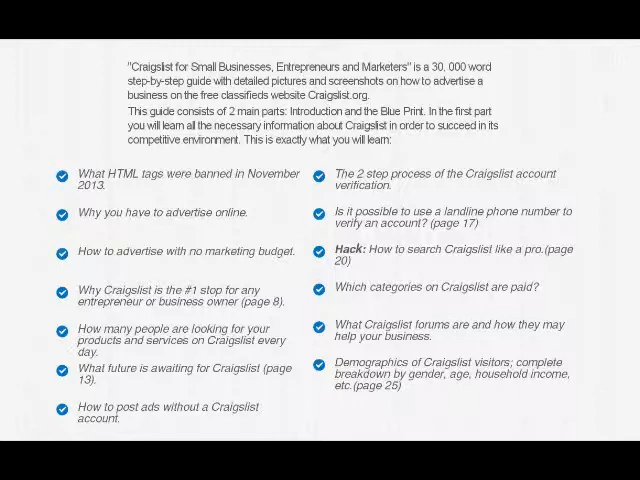 "Craigslist for Small Businesses, Entrepreneurs and Marketers" is a 30, 000 word
step-by-step guide with detailed pictures and screenshots on how to advertise a
business on the free classifieds website Craigslist.org.
This guide consists of 2 main parts: Introduction and the Blue Print. In the first part
you will learn all the necessary information about Craigslist in order to succeed in its
competitive environment. This is exactly what you will learn:
What HTML tags were banned in November
2013.
Why you have to advertise online.
How to advertise with no marketing budget.
Why Craigslist is the #1 stop for any
entrepreneur or business owner (page 8).
How many people are looking for your
products and services on Craigslist every
day.
What future is awaiting for Craigslist (page
13).
How to post ads without a Craigslist
account.
The 2 step process of the Craigslist account
verification.
Is it possible to use a landline phone number to
verify an account? (page 17)
Hack: How to search Craigslist like a pro.(page
20)
Which categories on Craigslist are paid?
What Craigslist forums are and how they may
help your business.
Demographics of Craigslist visitors; complete
breakdown by gender, age, household income,
etc.(page 25)